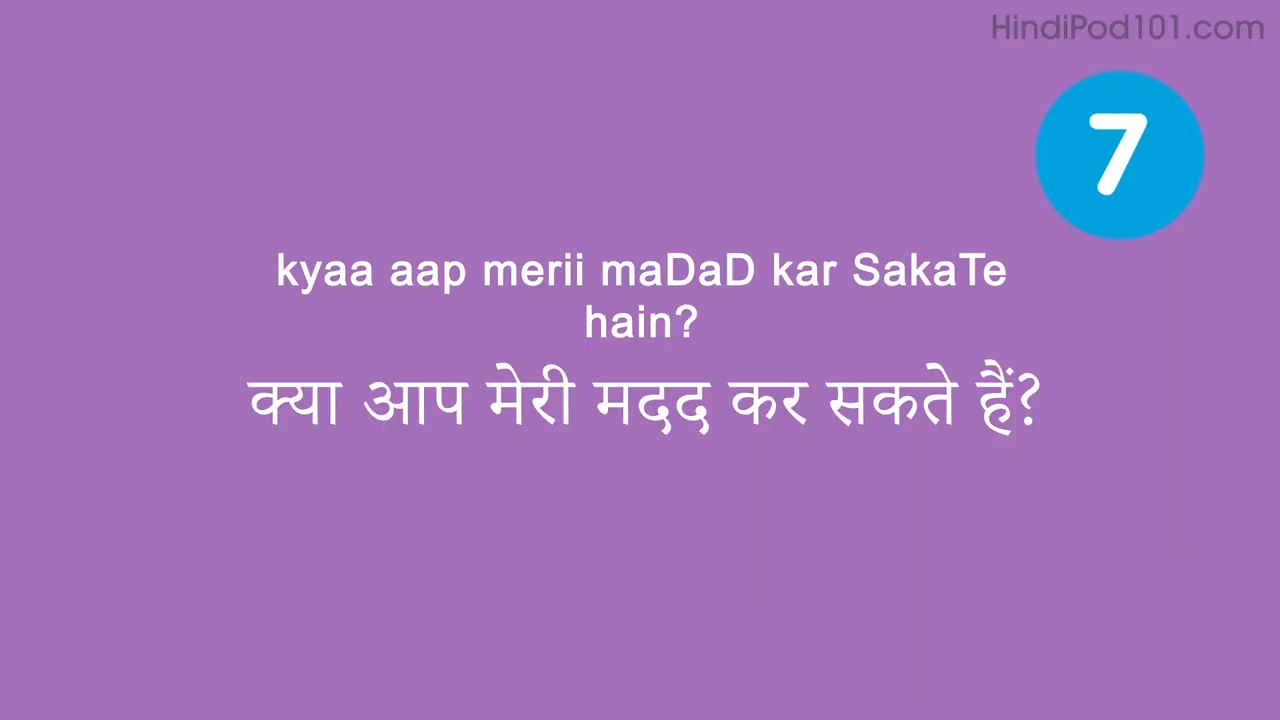 HindiPod101.com
7
kyaa aap merii maDaD kar SakaTe
hain?
क्या आप मेरी मदद कर सकते हैं?